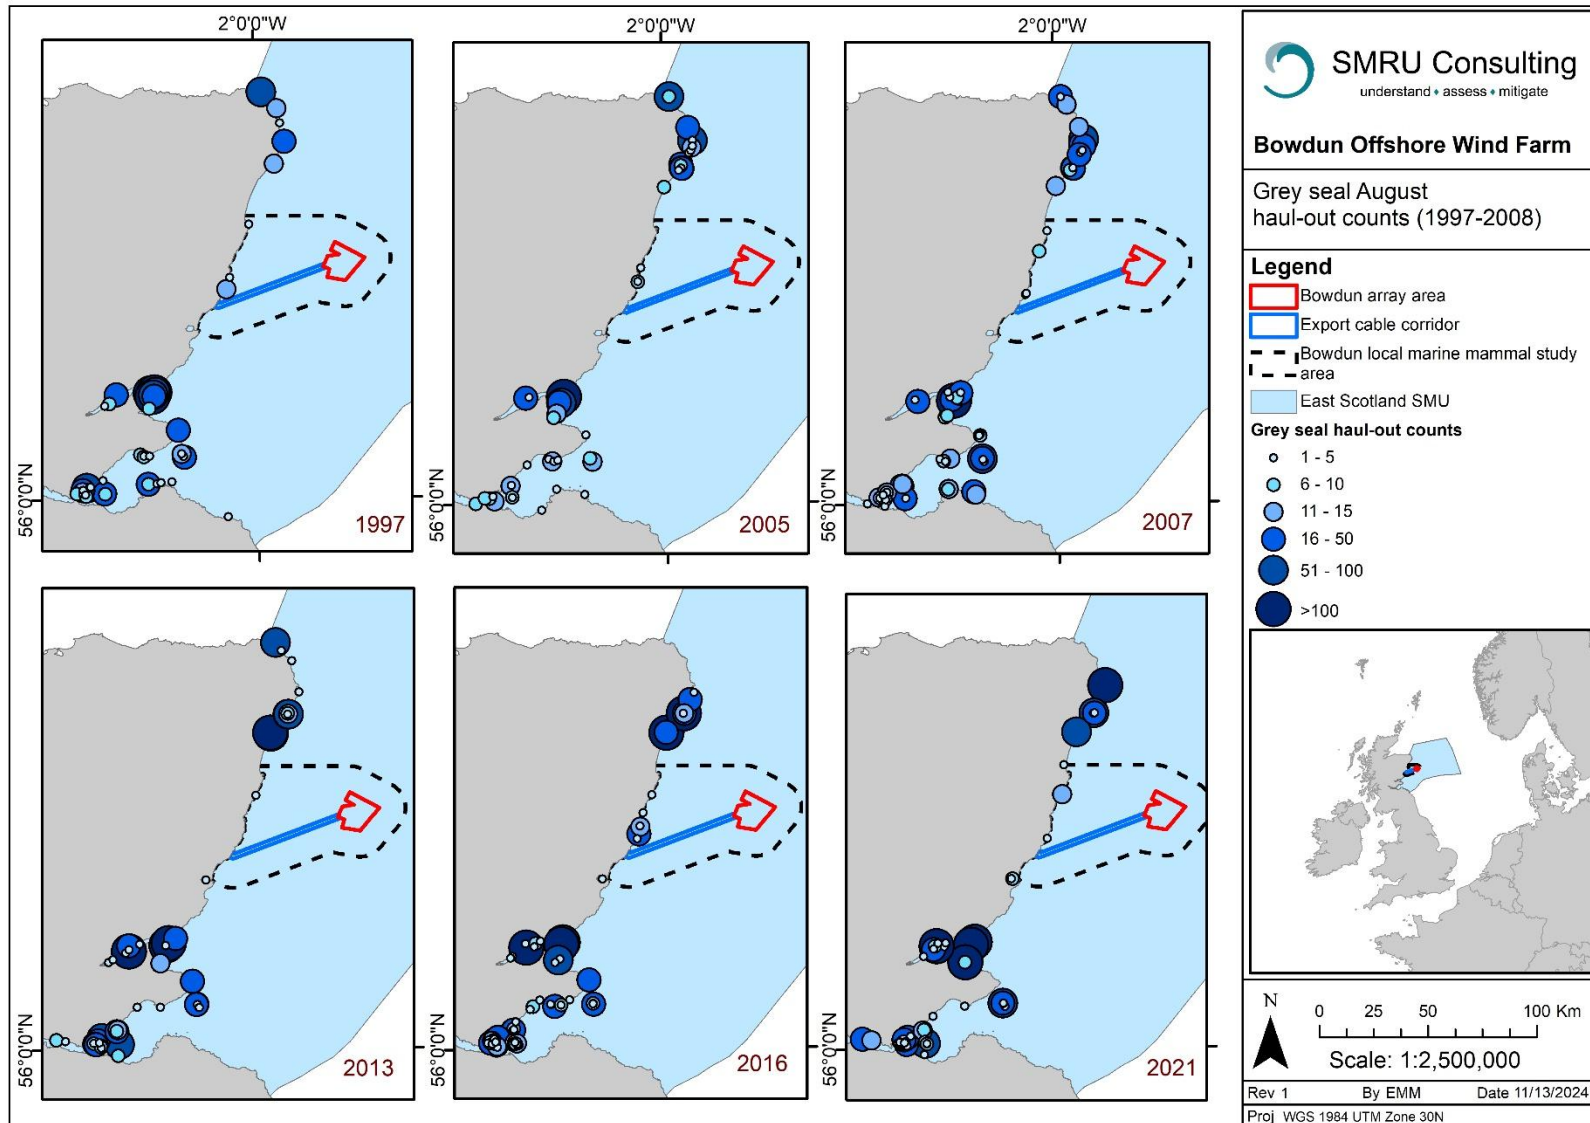 2°0'0"W
2°0'0"W
2°0'0"W
56°0'0"N
1997
56°0'0"N
2005
56°0'0"N
2007
56°0'0"N
2013
56°0'0"N
2016
56°0'0"N
2021
SMRU Consulting
understand • assess • mitigate
Bowdun Offshore Wind Farm
Grey seal August
haul-out counts (1997-2008)
Legend
Bowdun array area
Export cable corridor
Bowdun local marine mammal study
area
East Scotland SMU
Grey seal haul-out counts
1 - 5
6 - 10
11 - 15
16 - 50
51 - 100
>100
N
0 25 50 100 Km
Scale: 1:2,500,000
Rev 1 By EMM Date 11/13/2024
Proj WGS 1984 UTM Zone 30N